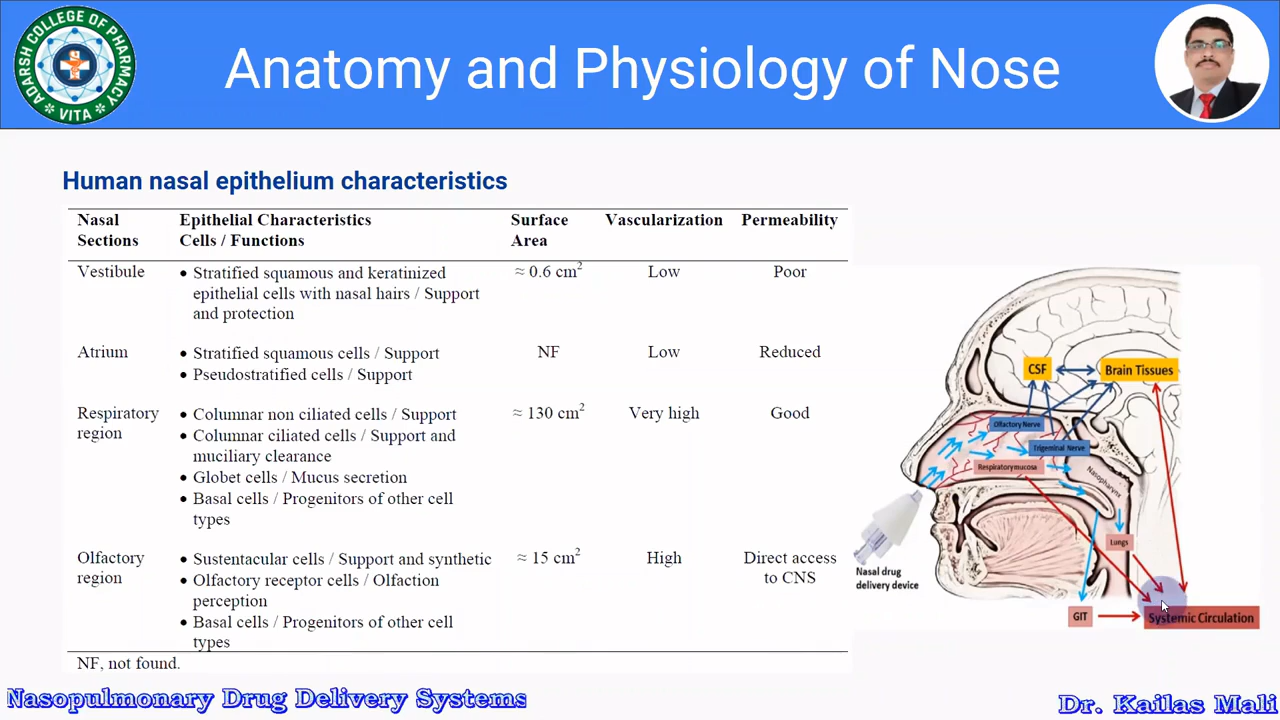 ADARSH COLLEGE OF PHARMACY
VITA
Anatomy and Physiology of Nose
Human nasal epithelium characteristics
Nasal Sections Epithelial Characteristics Cells / Functions Surface Area Vascularization Permeability
Vestibule • Stratified squamous and keratinized ≈ 0.6 cm² Low Poor
epithelial cells with nasal hairs / Support
and protection
Atrium • Stratified squamous cells / Support NF Low Reduced
• Pseudostratified cells / Support
Respiratory • Columnar non ciliated cells / Support ≈ 130 cm² Very high Good
region • Columnar ciliated cells / Support and
muciliary clearance
• Globet cells / Mucus secretion
• Basal cells / Progenitors of other cell
types
Olfactory • Sustentacular cells / Support and synthetic ≈ 15 cm² High Direct access
region • Olfactory receptor cells / Olfaction to CNS
perception
• Basal cells / Progenitors of other cell
types
NF, not found.
CSF
Brain Tissues
Olfactory Nerve
Trigeminal Nerve
Respiratory mucosa
Nasopharynx
Lungs
Nasal drug
delivery device
GIT
Systemic Circulation
Nasopulmonary Drug Delivery Systems
Dr. Kailas Mali